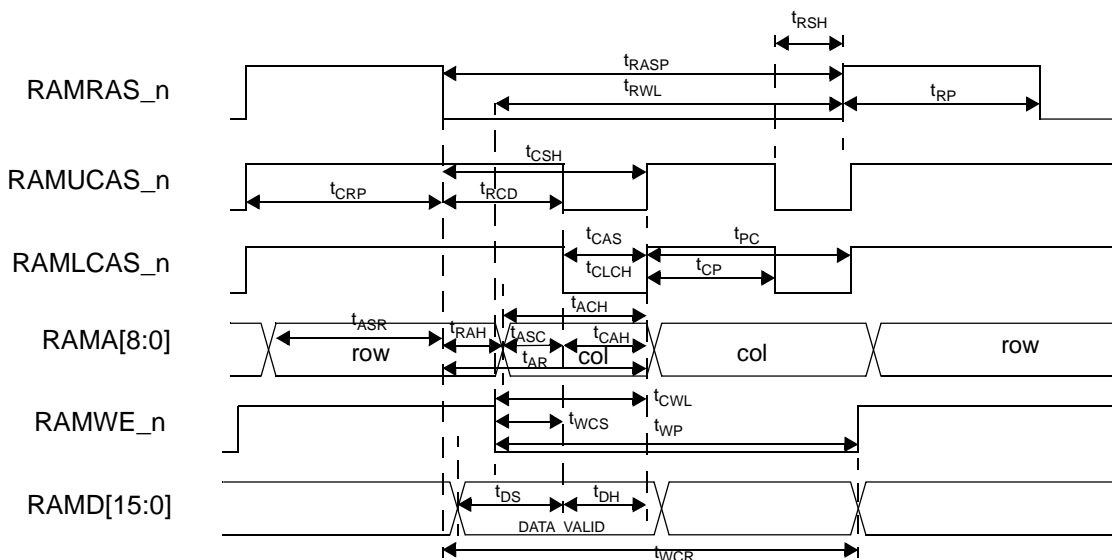 tRSH
RAMRAS_n
tRASP
tRWL
tRP
RAMUCAS_n
tCSH
tCRP
tRCD
RAMLCAS_n
tCAS
tPC
tCLCH
tCP
tACH
RAMA[8:0]
tASR
tRAH
tASC
tCAH
row
tAR
col
col
row
RAMWE_n
tCWL
tWCS
tWP
RAMD[15:0]
tDS
tDH
DATA VALID
tWCR